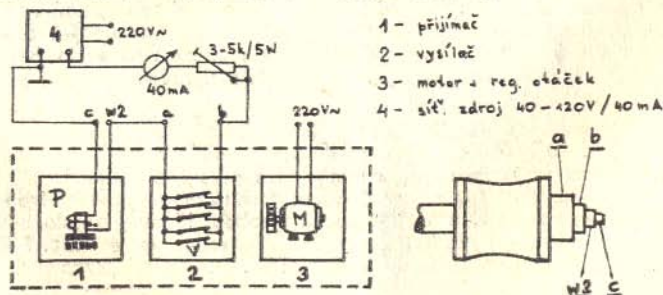 4
220V~
3-5k/5W
40mA
c
w2
a
b
220V~
P
M
1
2
3
1 - přijímač
2 - vysílač
3 - motor + reg. otáček
4 - síť. zdroj 40-120V/40mA
a
b
w2
c